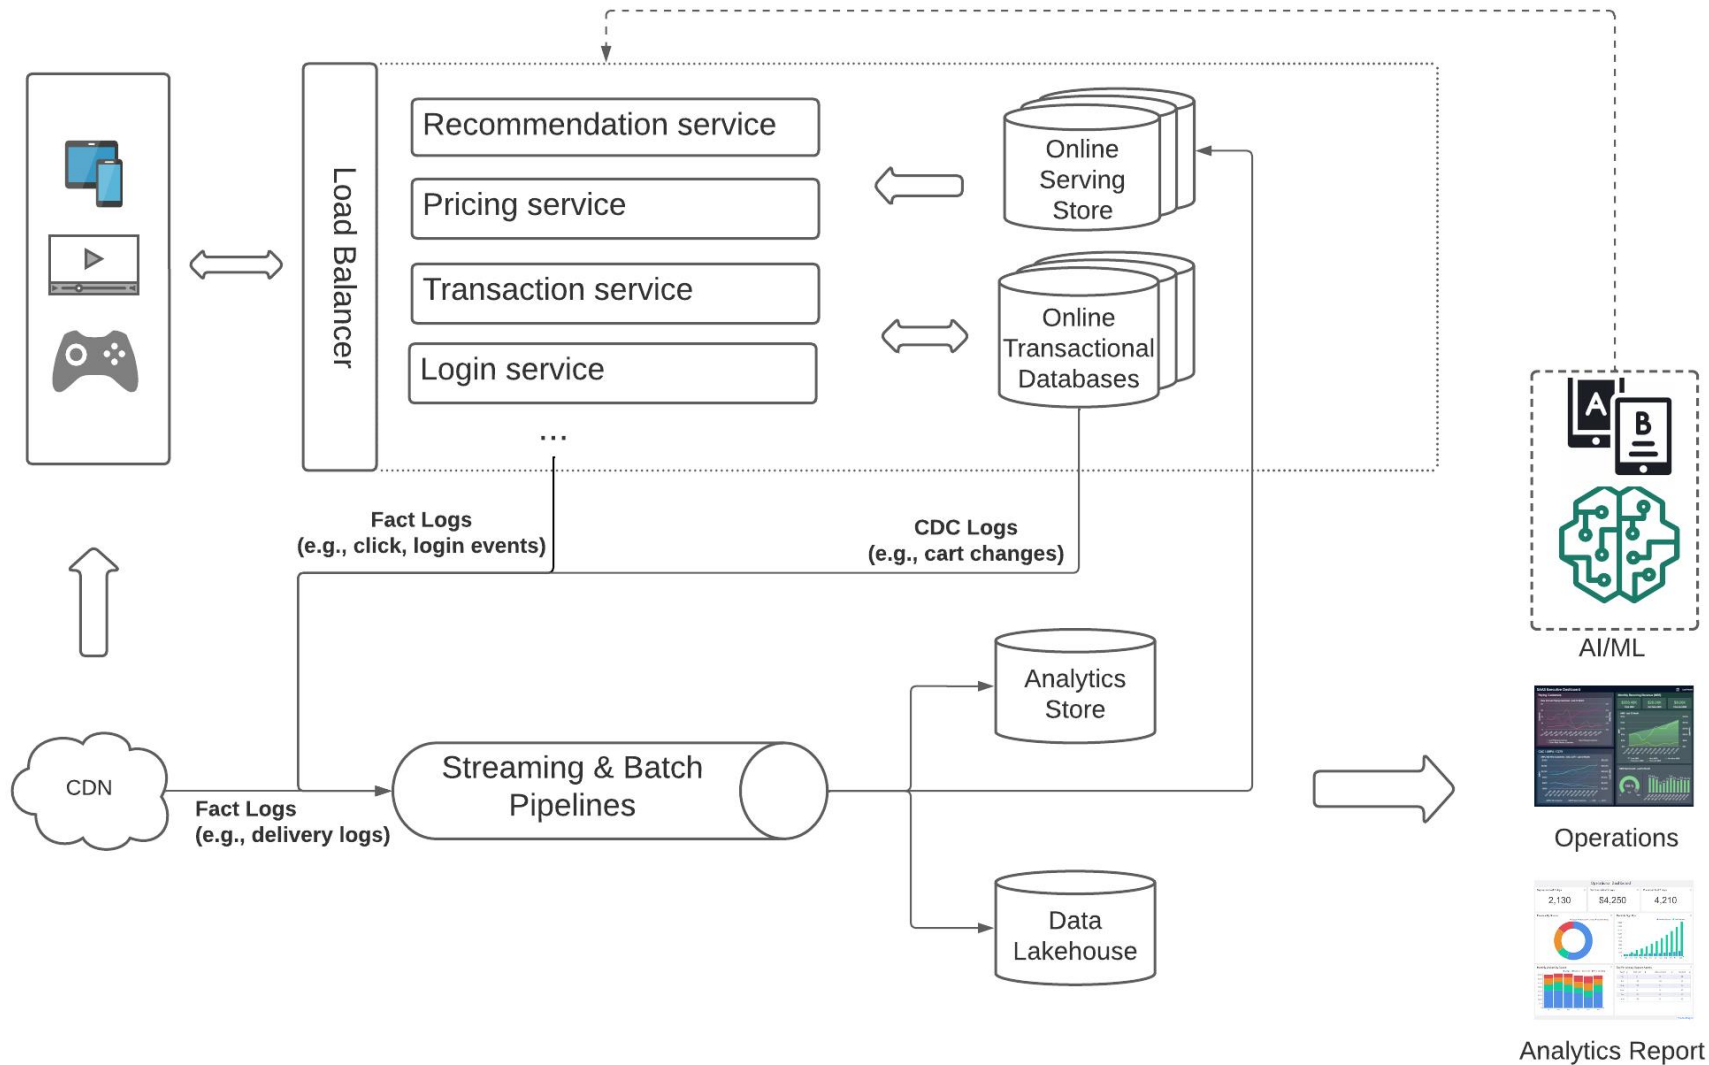 Load Balancer
Recommendation service
Pricing service
Transaction service
Login service
...
Online
Serving
Store
Online
Transactional
Databases
A
B
AI/ML
Fact Logs
(e.g., click, login events)
CDC Logs
(e.g., cart changes)
CDN
Fact Logs
(e.g., delivery logs)
Streaming & Batch
Pipelines
Analytics
Store
Data
Lakehouse
Operations
2,130
$4,250
4,210
Analytics Report